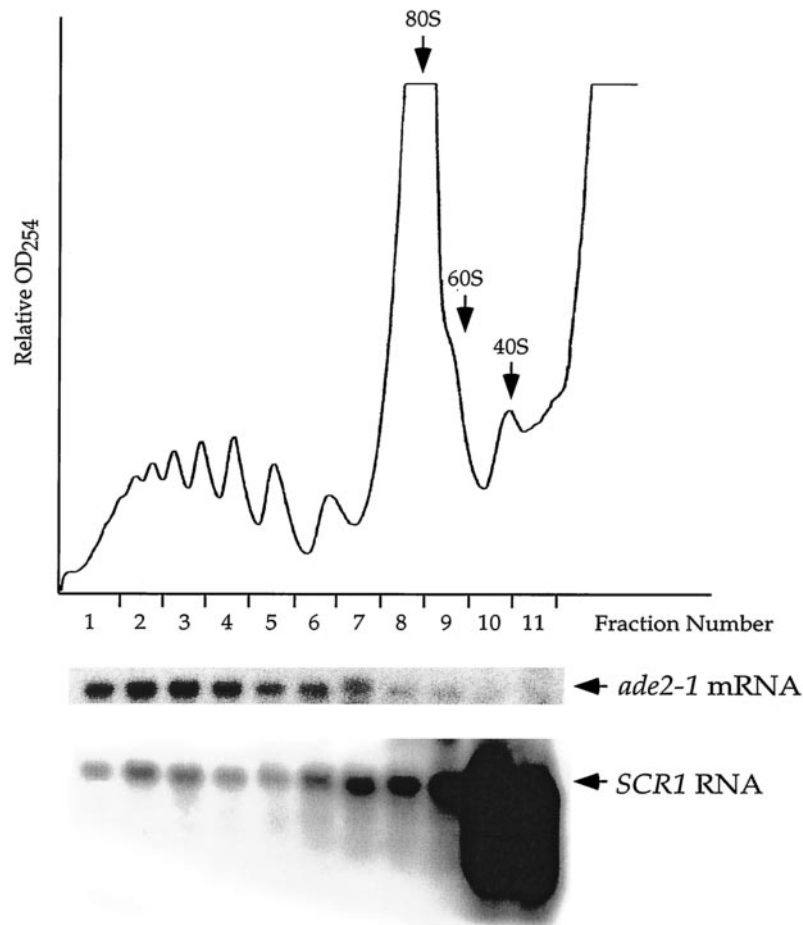 80S
60S
40S
Relative OD254
1 2 3 4 5 6 7 8 9 10 11 Fraction Number
ade2-1 mRNA
SCR1 RNA